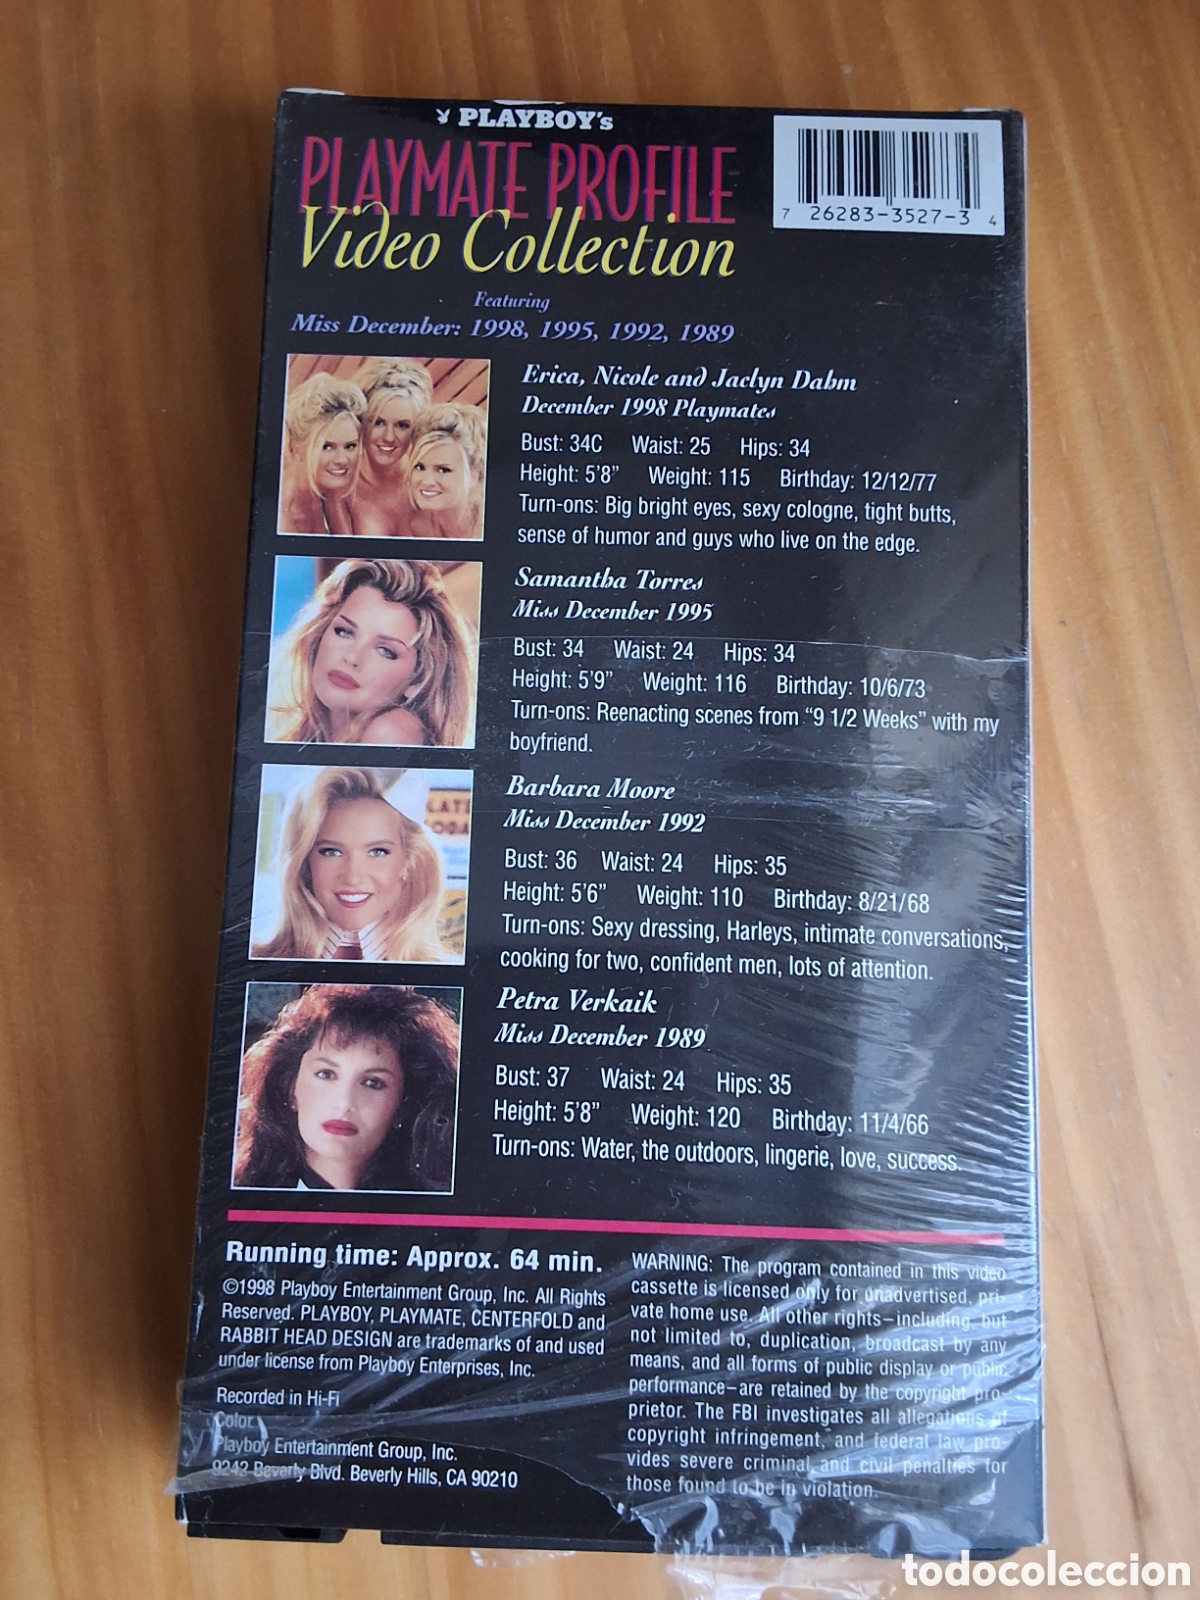 PLAYBOY's
PLAYMATE PROFILE
Video Collection
7 26283-3527-3 4
Featuring
Miss December: 1998, 1995, 1992, 1989
Erica, Nicole and Jaclyn Dahm
December 1998 Playmates
Bust: 34C Waist: 25 Hips: 34
Height: 5'8" Weight: 115 Birthday: 12/12/77
Turn-ons: Big bright eyes, sexy cologne, tight butts,
sense of humor and guys who live on the edge.
Samantha Torres
Miss December 1995
Bust: 34 Waist: 24 Hips: 34
Height: 5'9" Weight: 116 Birthday: 10/6/73
Turn-ons: Reenacting scenes from "9 1/2 Weeks" with my
boyfriend.
Barbara Moore
Miss December 1992
Bust: 36 Waist: 24 Hips: 35
Height: 5'6" Weight: 110 Birthday: 8/21/68
Turn-ons: Sexy dressing, Harleys, intimate conversations,
cooking for two, confident men, lots of attention.
Petra Verkaik
Miss December 1989
Bust: 37 Waist: 24 Hips: 35
Height: 5'8" Weight: 120 Birthday: 11/4/66
Turn-ons: Water, the outdoors, lingerie, love, success.
Running time: Approx. 64 min.
©1998 Playboy Entertainment Group, Inc. All Rights
Reserved. PLAYBOY, PLAYMATE, CENTERFOLD and
RABBIT HEAD DESIGN are trademarks of and used
under license from Playboy Enterprises, Inc.
Recorded in Hi-Fi
Color
Playboy Entertainment Group, Inc.
9242 Beverly Blvd. Beverly Hills, CA 90210
WARNING: The program contained in this video
cassette is licensed only for unadvertised, pri-
vate home use. All other rights–including, but
not limited to, duplication, broadcast by any
means, and all forms of public display or public
performance–are retained by the copyright pro-
prietor. The FBI investigates all allegations of
copyright infringement, and federal law pro-
vides severe criminal and civil penalties for
those found to be in violation.
todocoleccion